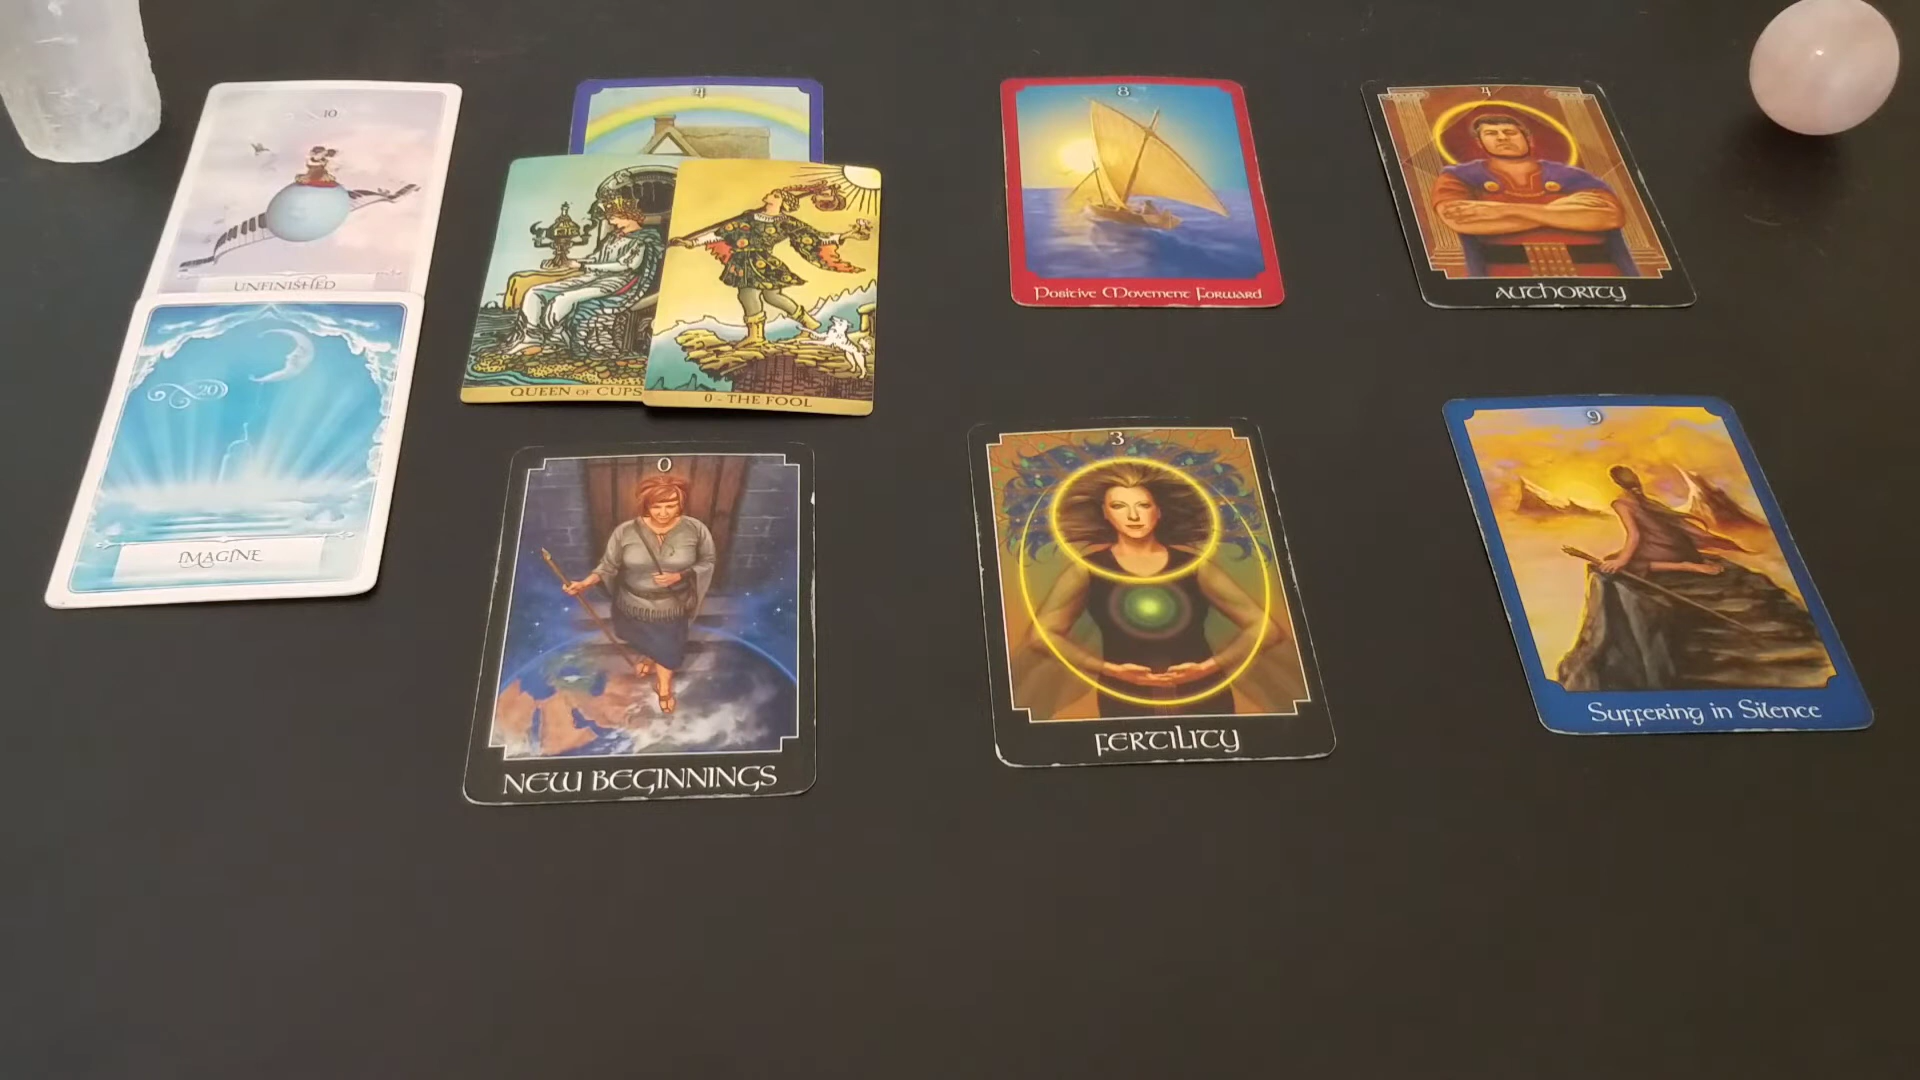 10
UNFINISHED
20
IMAGINE
4
QUEEN OF CUPS
0 - THE FOOL
8
Positive Movement Forward
4
AUTHORITY
0
NEW BEGINNINGS
3
FERTILITY
9
Suffering in Silence